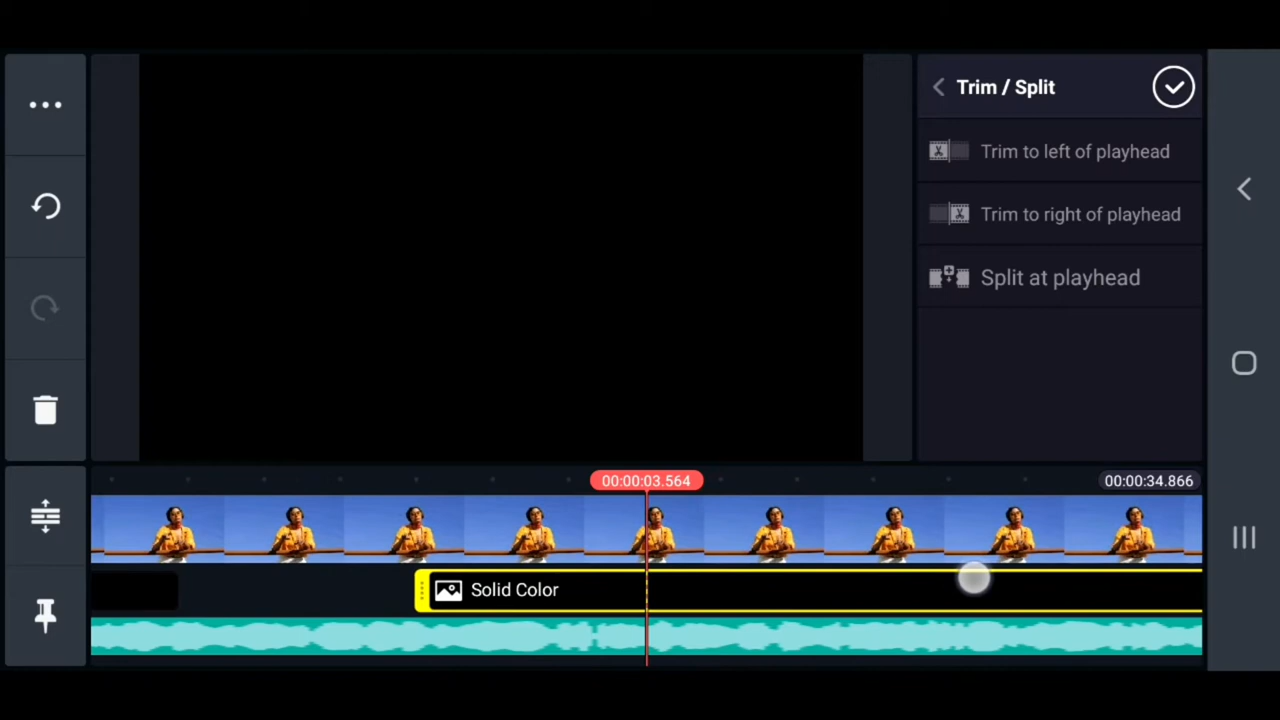 Trim / Split
Trim to left of playhead
Trim to right of playhead
Split at playhead
00:00:03.564
00:00:34.866
Solid Color